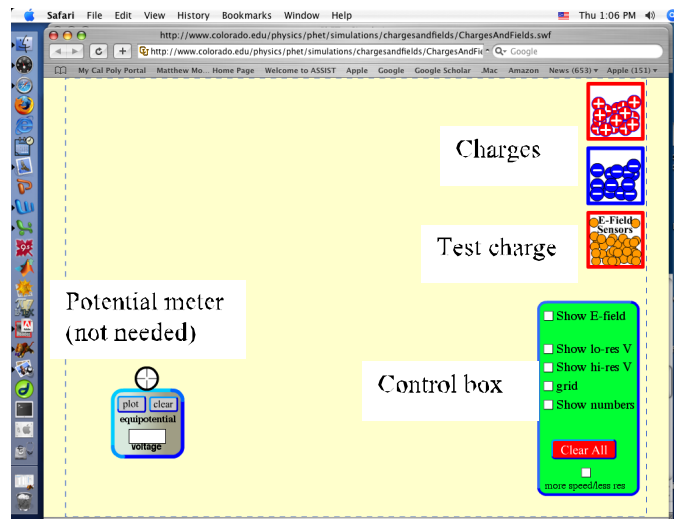 Safari File Edit View History Bookmarks Window Help Thu 1:06 PM
http://www.colorado.edu/physics/phet/simulations/chargesandfields/ChargesAndFields.swf
http://www.colorado.edu/physics/phet/simulations/chargesandfields/ChargesAndFie Google
My Cal Poly Portal Matthew Mo... Home Page Welcome to ASSIST Apple Google Google Scholar .Mac Amazon News (653) Apple (151)
Charges
E-Field
Sensors
Test charge
Potential meter
(not needed)
Show E-field
Show lo-res V
Show hi-res V
Control box
grid
Show numbers
plot clear
equipotential
voltage
Clear All
more speed/less res